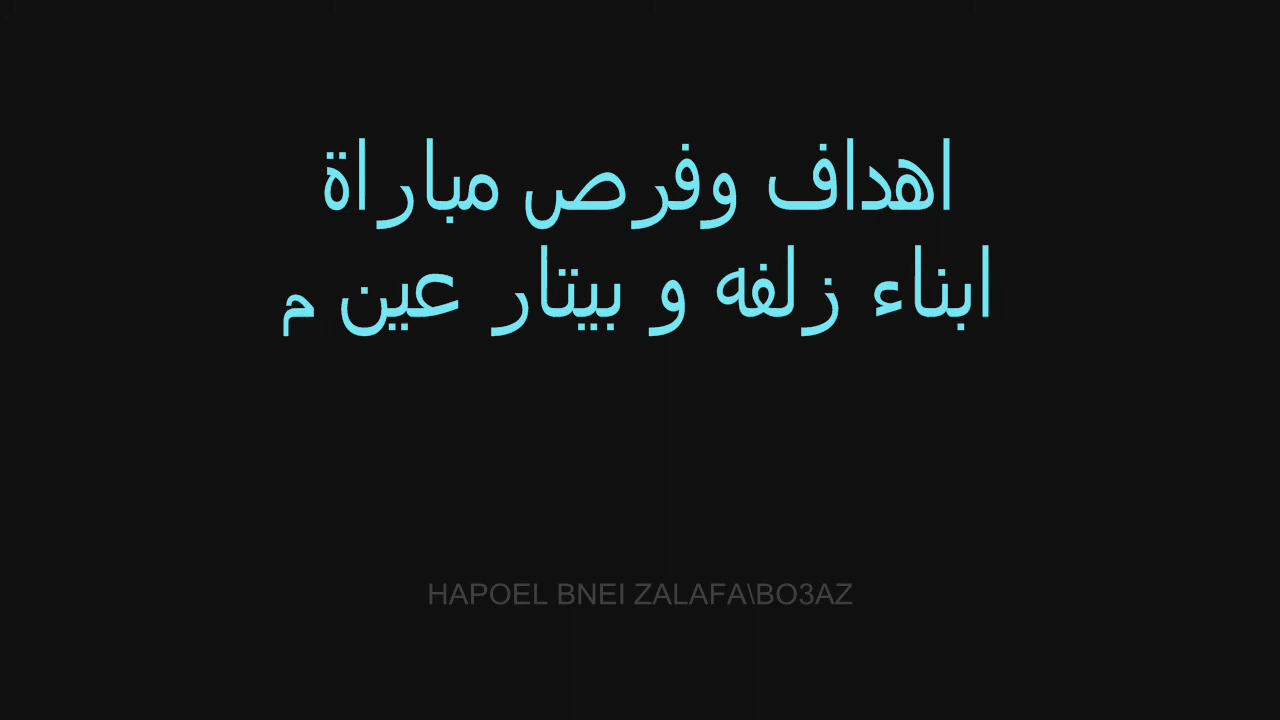 اهداف وفرص مباراة
ابناء زلفه و بيتار عين م
HAPOEL BNEI ZALAFA\BO3AZ